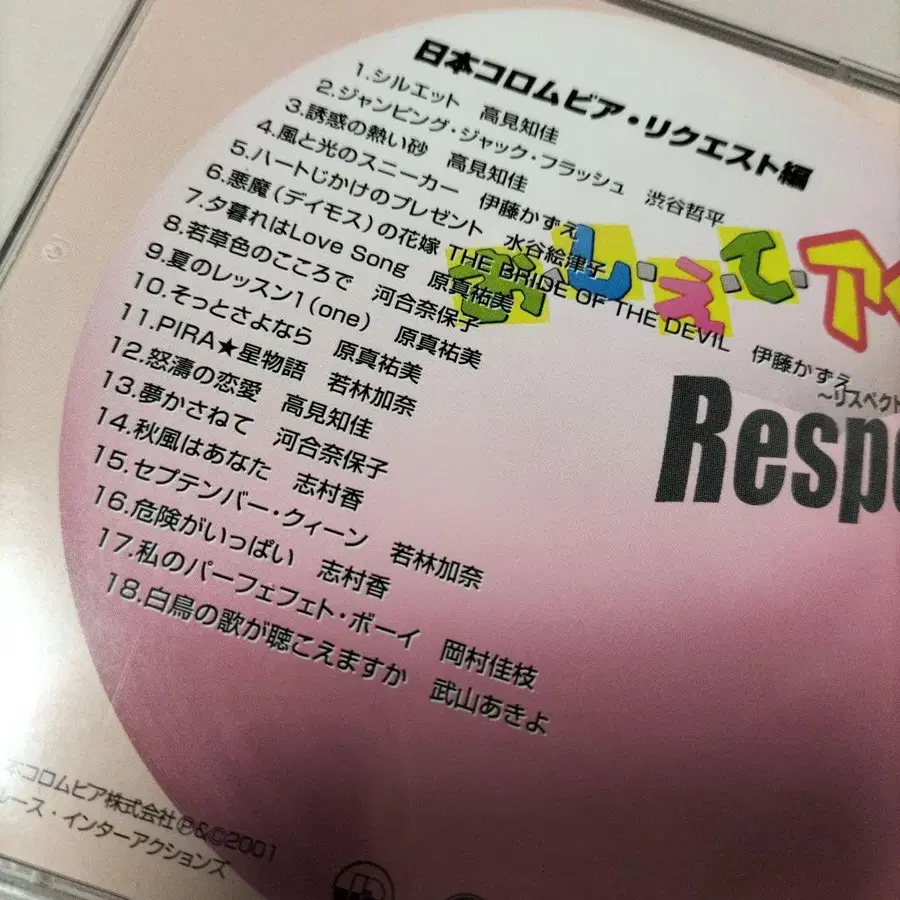 日本コロムビア・リクエスト編
1.シルエット 高見知佳
2.ジャンピング・ジャック・フラッシュ 渋谷哲平
3.誘惑の熱い砂 高見知佳
4.風と光のスニーカー 伊藤かずえ
5.ハートじかけのプレゼント 水谷絵津子
6.悪魔(デイモス)の花嫁 THE BRIDE OF THE DEVIL 伊藤かずえ
7.夕暮れはLove Song 原真祐美
8.若草色のこころで 河合奈保子
9.夏のレッスン1(one) 原真祐美
10.そっとさよなら 原真祐美
11.PIRA★星物語 若林加奈
12.怒濤の恋愛 高見知佳
13.夢かさねて 河合奈保子
14.秋風はあなた 志村香
15.セプテンバー・クィーン 若林加奈
16.危険がいっぱい 志村香
17.私のパーフェフェト・ボーイ 岡村佳枝
18.白鳥の歌が聴こえますか 武山あきよ
お・し・え・て・ア
〜リスペクト
Respe
本コロムビア株式会社℗&©2001
ルース・インターアクションズ